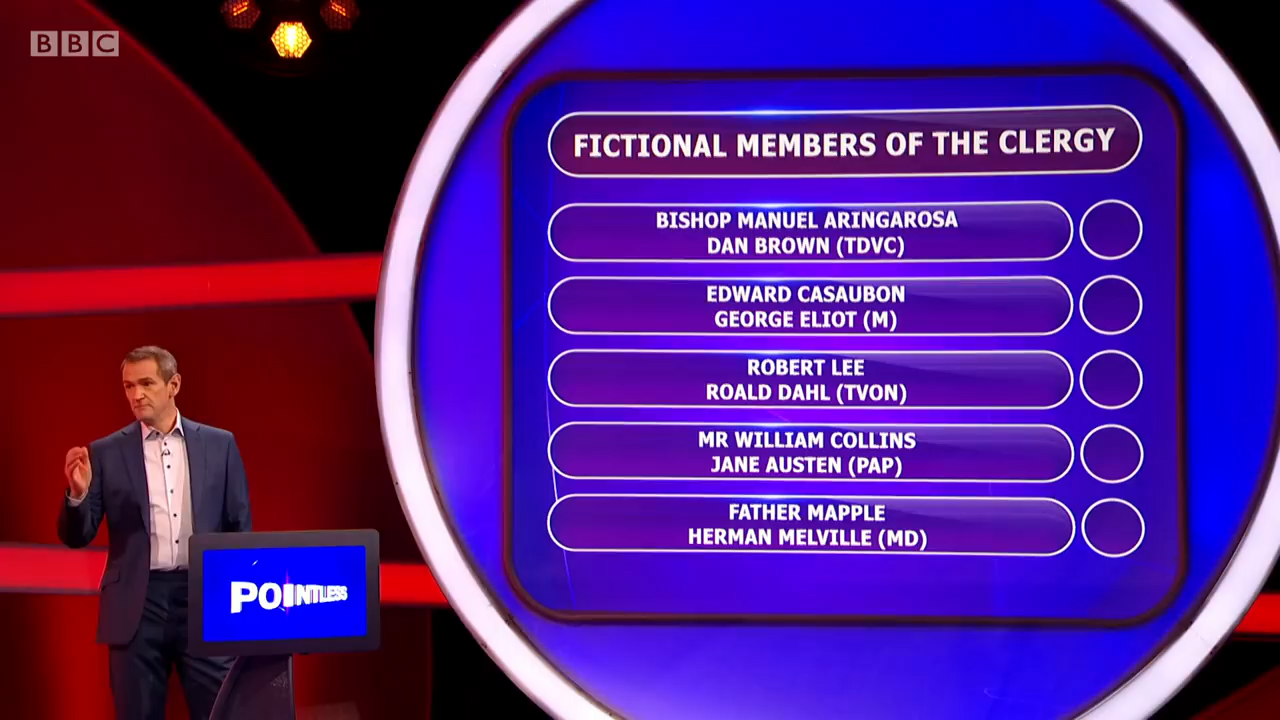 BBC
FICTIONAL MEMBERS OF THE CLERGY
BISHOP MANUEL ARINGAROSA
DAN BROWN (TDVC)
EDWARD CASAUBON
GEORGE ELIOT (M)
ROBERT LEE
ROALD DAHL (TVON)
MR WILLIAM COLLINS
JANE AUSTEN (PAP)
FATHER MAPPLE
HERMAN MELVILLE (MD)
POINTLESS